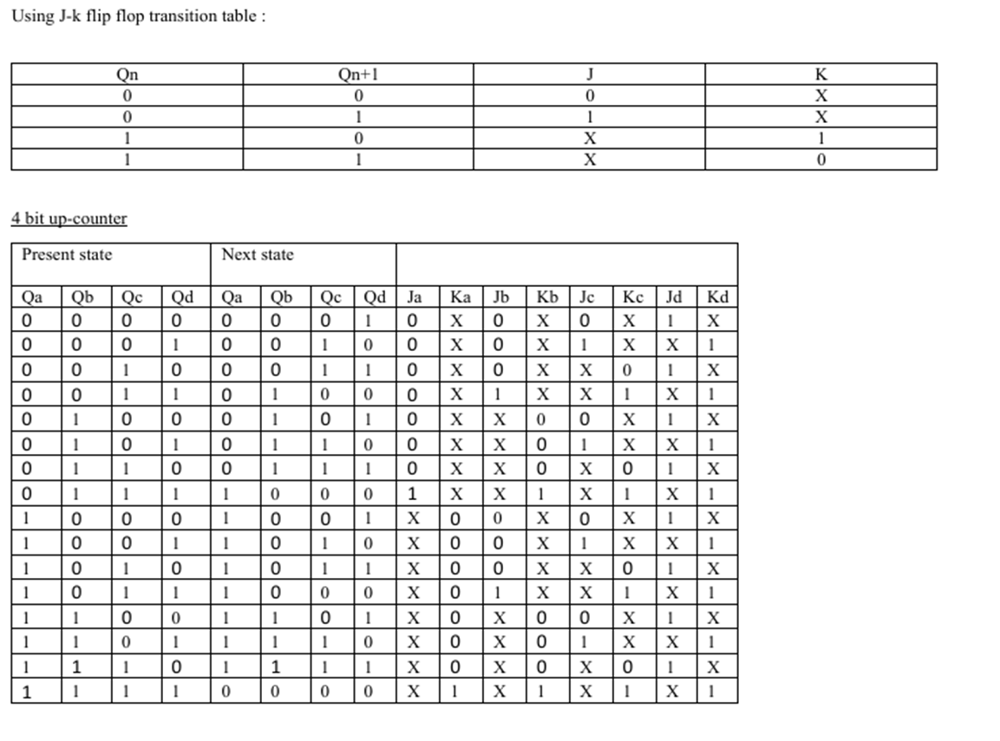 Using J-k flip flop transition table :
Qn Qn+1 J K
0 0 0 X
0 1 1 X
1 0 X 1
1 1 X 0
4 bit up-counter
Present state Next state
Qa Qb Qc Qd Qa Qb Qc Qd Ja Ka Jb Kb Jc Kc Jd Kd
0 0 0 0 0 0 0 1 0 X 0 X 0 X 1 X
0 0 0 1 0 0 1 0 0 X 0 X 1 X X 1
0 0 1 0 0 0 1 1 0 X 0 X X 0 1 X
0 0 1 1 0 1 0 0 0 X 1 X X 1 X 1
0 1 0 0 0 1 0 1 0 X X 0 0 X 1 X
0 1 0 1 0 1 1 0 0 X X 0 1 X X 1
0 1 1 0 0 1 1 1 0 X X 0 X 0 1 X
0 1 1 1 1 0 0 0 1 X X 1 X 1 X 1
1 0 0 0 1 0 0 1 X 0 0 X 0 X 1 X
1 0 0 1 1 0 1 0 X 0 0 X 1 X X 1
1 0 1 0 1 0 1 1 X 0 0 X X 0 1 X
1 0 1 1 1 0 0 0 X 0 1 X X 1 X 1
1 1 0 0 1 1 0 1 X 0 X 0 0 X 1 X
1 1 0 1 1 1 1 0 X 0 X 0 1 X X 1
1 1 1 0 1 1 1 1 X 0 X 0 X 0 1 X
1 1 1 1 0 0 0 0 X 1 X 1 X 1 X 1